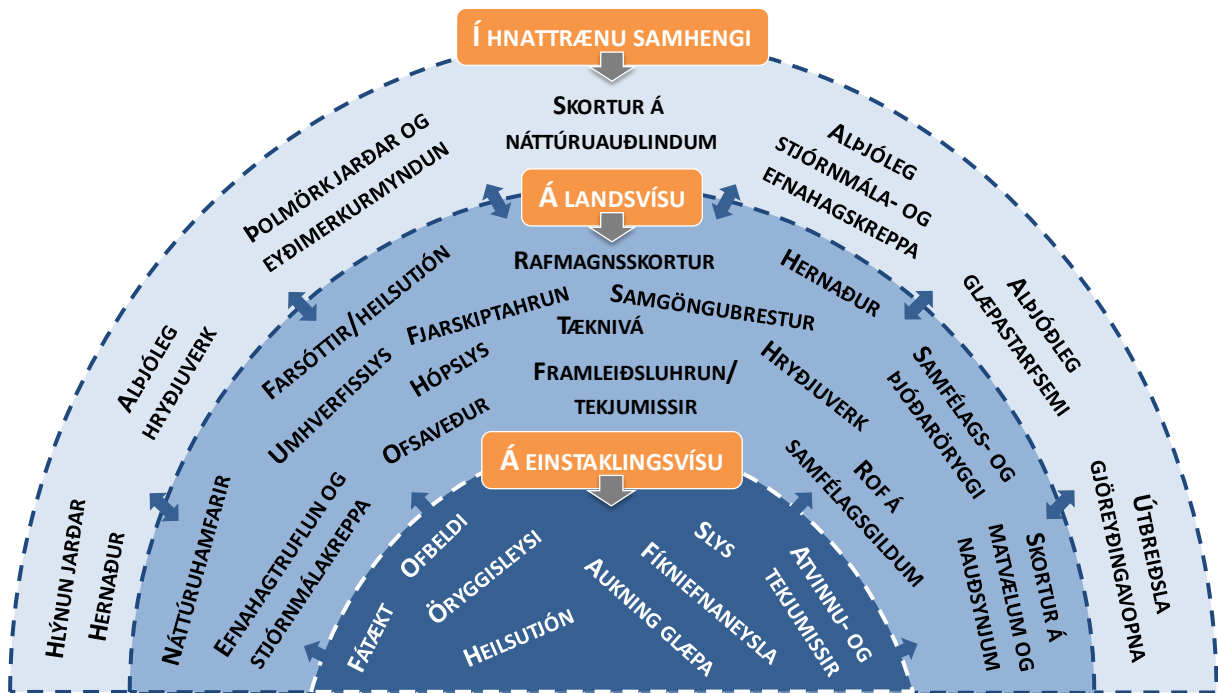 Í HNATTRÆNU SAMHENGI
SKORTUR Á
NÁTTÚRUAUÐLINDUM
ÞOLMÖRK JARÐAR OG
EYÐIMERKURMYNDUN
ALÞJÓLEG
STJÓRNMÁLA- OG
EFNAHAGSKREPPA
ALÞJÓLEG
HRYÐJUVERK
ALÞJÓÐLEG
GLÆPASTARFSEMI
HLÝNUN JARÐAR
HERNAÐUR
ÚTBREIÐSLA
GJÖREYÐINGAVOPNA
Á LANDSVÍSU
RAFMAGNSSKORTUR
FARSÓTTIR/HEILSUTJÓN
FJARSKIPTAHRUN
SAMGÖNGUBRESTUR
HERNAÐUR
TÆKNIVÁ
UMHVERFISSLYS
HÓPSLYS
FRAMLEIÐSLUHRUN/
TEKJUMISSIR
HRYÐJUVERK
SAMFÉLAGS- OG
ÞJÓÐARÖRYGGI
OFSAVEÐUR
NÁTTÚRUHAMFARIR
EFNAHAGTRUFLUN OG
STJÓRNMÁLAKREPPA
ROF Á
SAMFÉLAGSGILDUM
SKORTUR Á
MATVÆLUM OG
NAUÐSYNJUM
Á EINSTAKLINGSVÍSU
FÁTÆKT
OFBELDI
ÖRYGGISLEYSI
HEILSUTJÓN
SLYS
FÍKNIEFNANEYSLA
AUKNING GLÆPA
ATVINNU- OG
TEKJUMISSIR